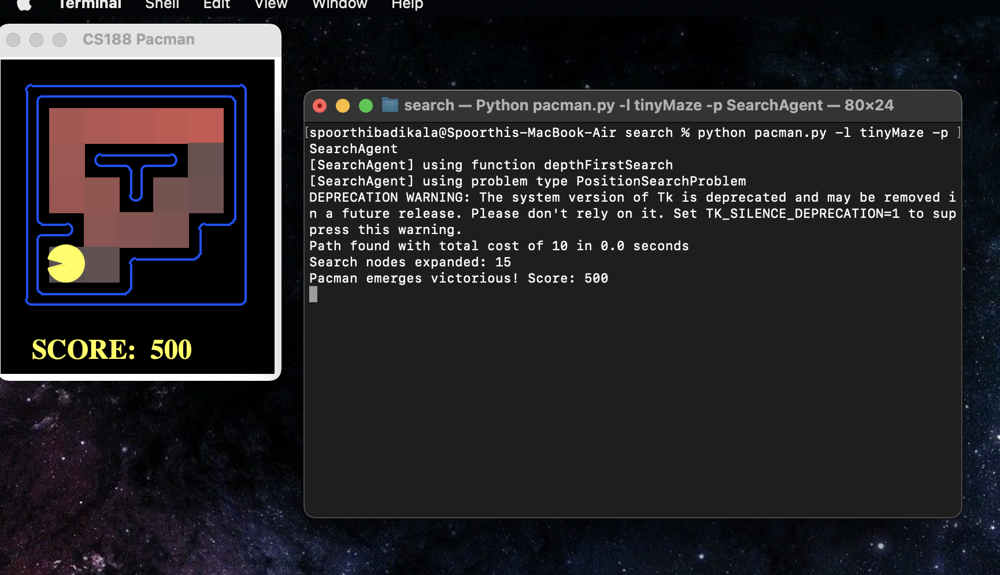 Terminal Shell Edit View Window Help
CS188 Pacman
SCORE: 500
search — Python pacman.py -l tinyMaze -p SearchAgent — 80×24
[spoorthibadikala@Spoorthis-MacBook-Air search % python pacman.py -l tinyMaze -p ]
SearchAgent
[SearchAgent] using function depthFirstSearch
[SearchAgent] using problem type PositionSearchProblem
DEPRECATION WARNING: The system version of Tk is deprecated and may be removed i
n a future release. Please don't rely on it. Set TK_SILENCE_DEPRECATION=1 to sup
press this warning.
Path found with total cost of 10 in 0.0 seconds
Search nodes expanded: 15
Pacman emerges victorious! Score: 500